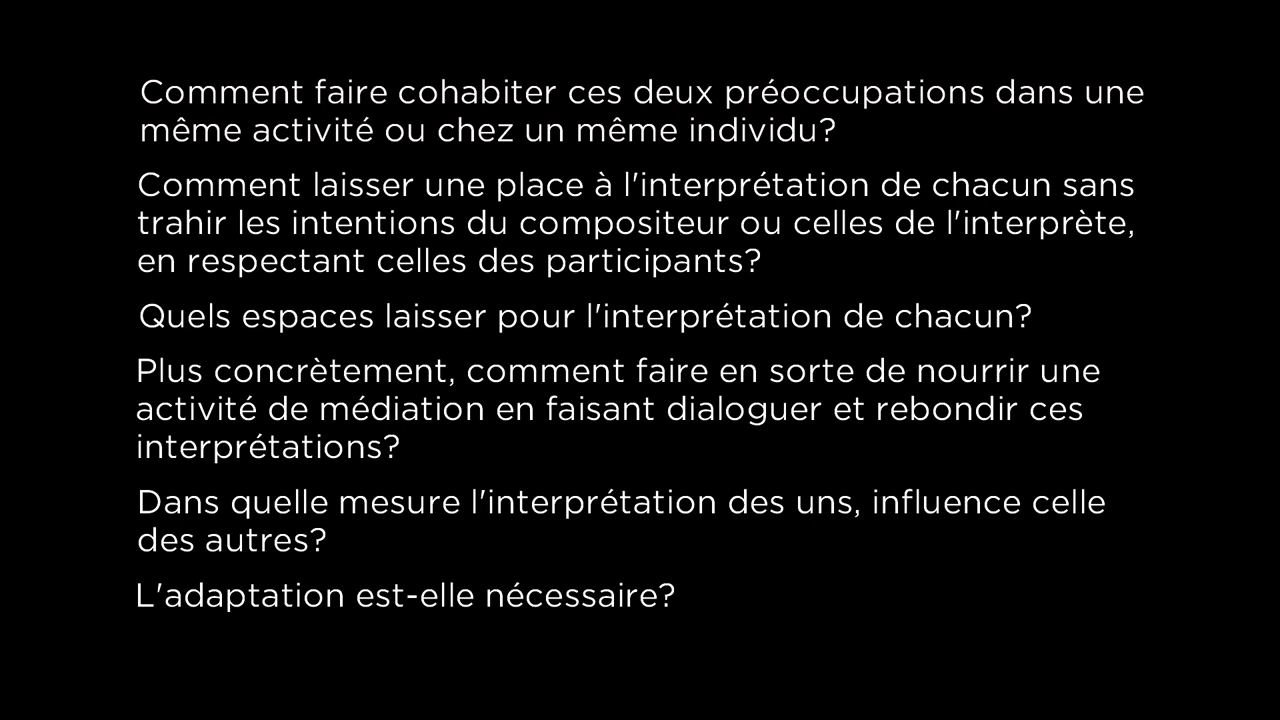 Comment faire cohabiter ces deux préoccupations dans une
même activité ou chez un même individu?
Comment laisser une place à l'interprétation de chacun sans
trahir les intentions du compositeur ou celles de l'interprète,
en respectant celles des participants?
Quels espaces laisser pour l'interprétation de chacun?
Plus concrètement, comment faire en sorte de nourrir une
activité de médiation en faisant dialoguer et rebondir ces
interprétations?
Dans quelle mesure l'interprétation des uns, influence celle
des autres?
L'adaptation est-elle nécessaire?